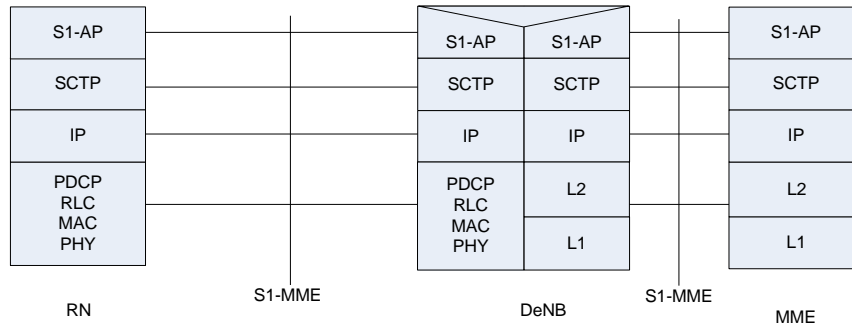 S1-AP
SCTP
IP
PDCP
RLC
MAC
PHY
RN
S1-MME
S1-AP S1-AP
SCTP SCTP
IP IP
PDCP
RLC
MAC
PHY
L2
L1
DeNB
S1-MME
S1-AP
SCTP
IP
L2
L1
MME